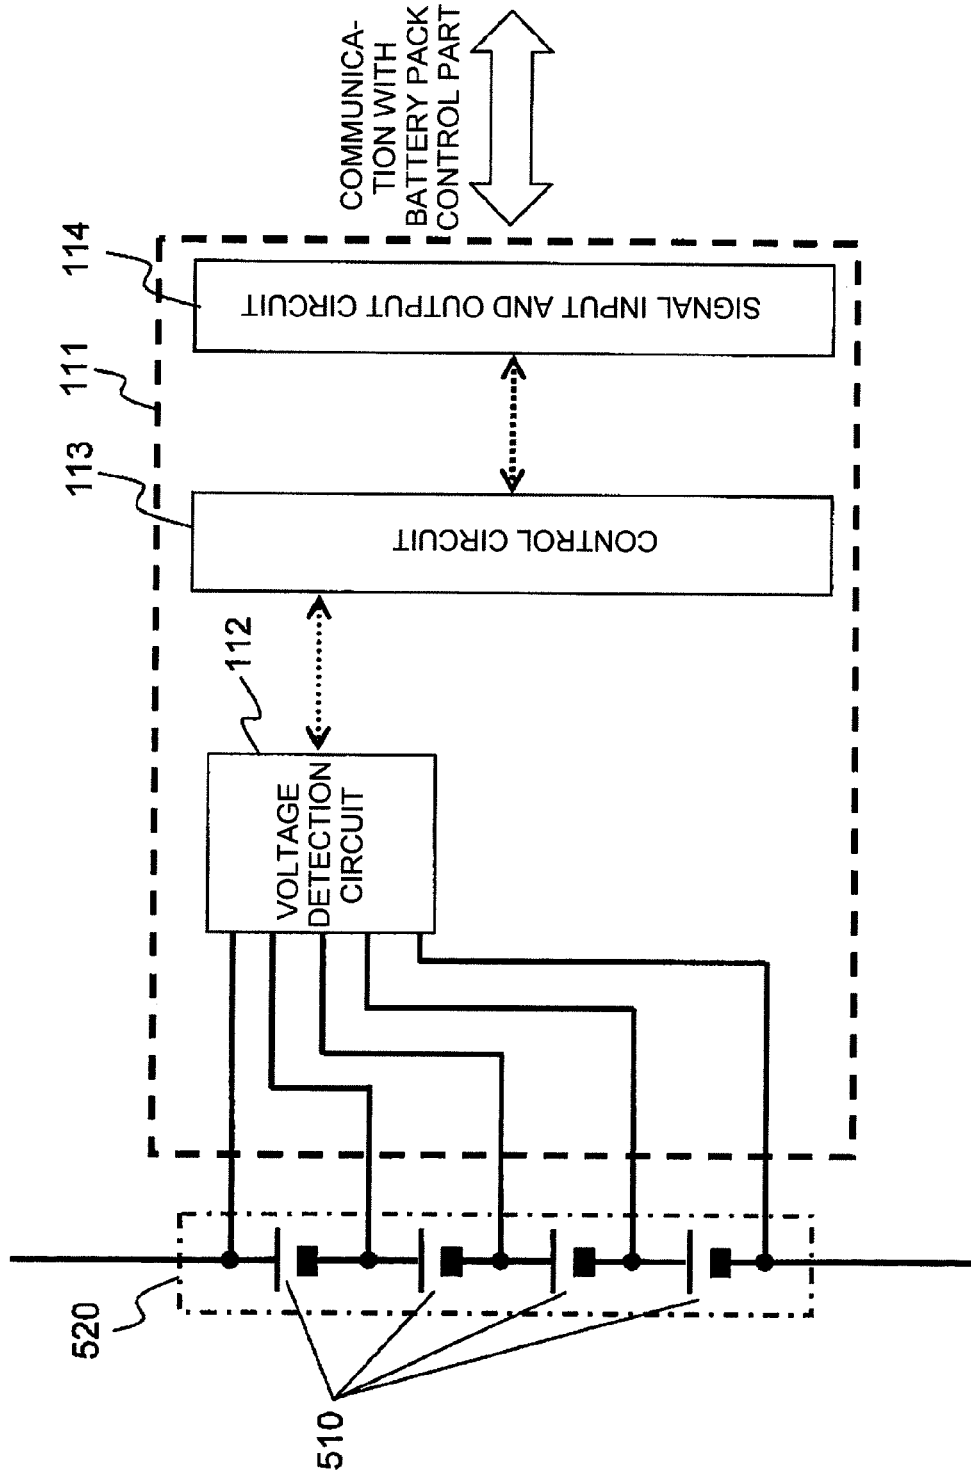 COMMUNICA-
TION WITH
BATTERY PACK
CONTROL PART
114
SIGNAL INPUT AND OUTPUT CIRCUIT
111
113
CONTROL CIRCUIT
112
VOLTAGE
DETECTION
CIRCUIT
520
510